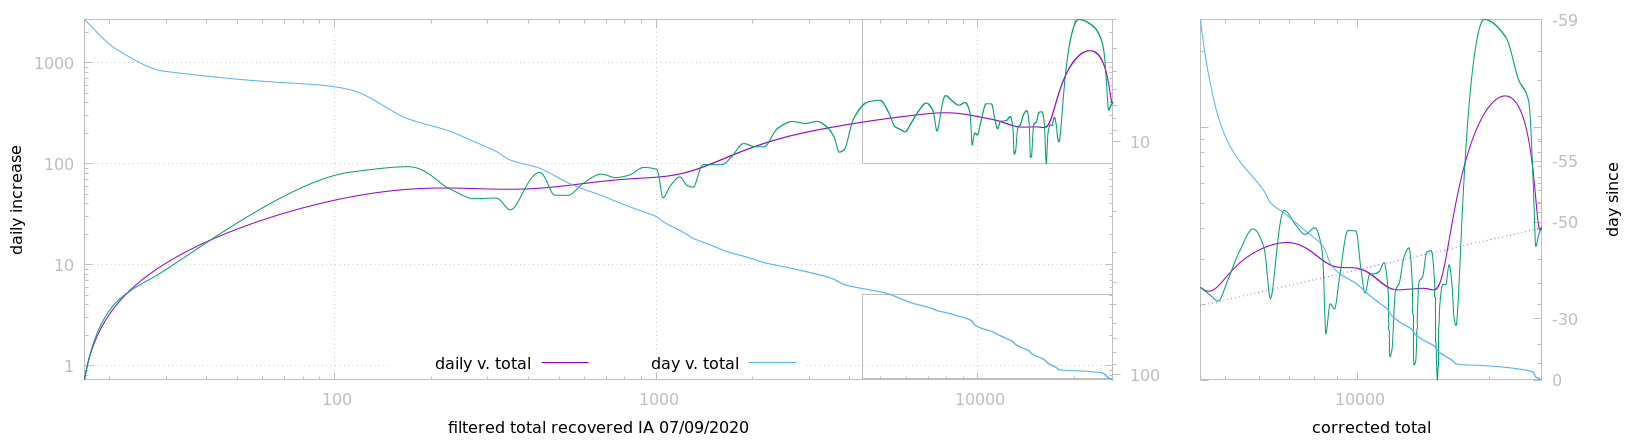 daily increase
1000
100
10
1
daily v. total
day v. total
100
1000
10000
10
100
filtered total recovered IA 07/09/2020
-59
-55
-50
-30
0
day since
10000
corrected total